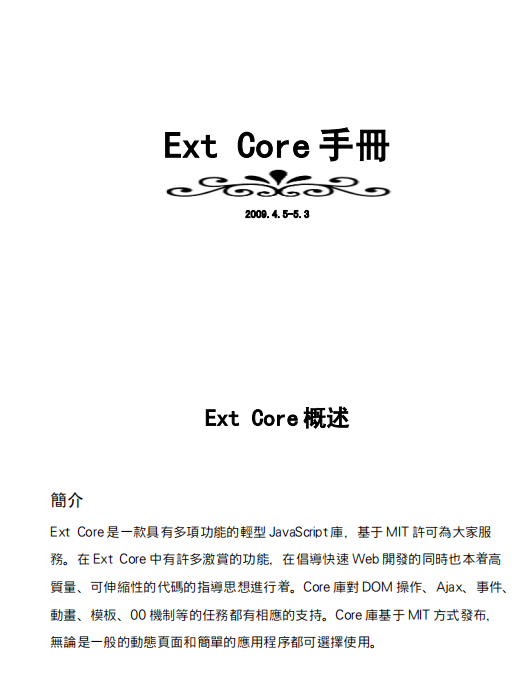 Ext Core手冊
2009.4.5-5.3
Ext Core概述
簡介
Ext Core是一款具有多項功能的輕型JavaScript庫，基于MIT許可為大家服
務。在Ext Core中有許多激賞的功能，在倡導快速Web開發的同時也本着高
質量、可伸縮性的代碼的指導思想進行着。Core庫對DOM操作、Ajax、事件、
動畫、模板、OO機制等的任務都有相應的支持。Core庫基于MIT方式發布，
無論是一般的動態頁面和簡單的應用程序都可選擇使用。